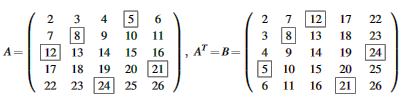 A = ( 2 3 4 5 6 ) , Aᵀ = B = ( 2 7 12 17 22 )
( 7 8 9 10 11 ) ( 3 8 13 18 23 )
( 12 13 14 15 16 ) ( 4 9 14 19 24 )
( 17 18 19 20 21 ) ( 5 10 15 20 25 )
( 22 23 24 25 26 ) ( 6 11 16 21 26 )